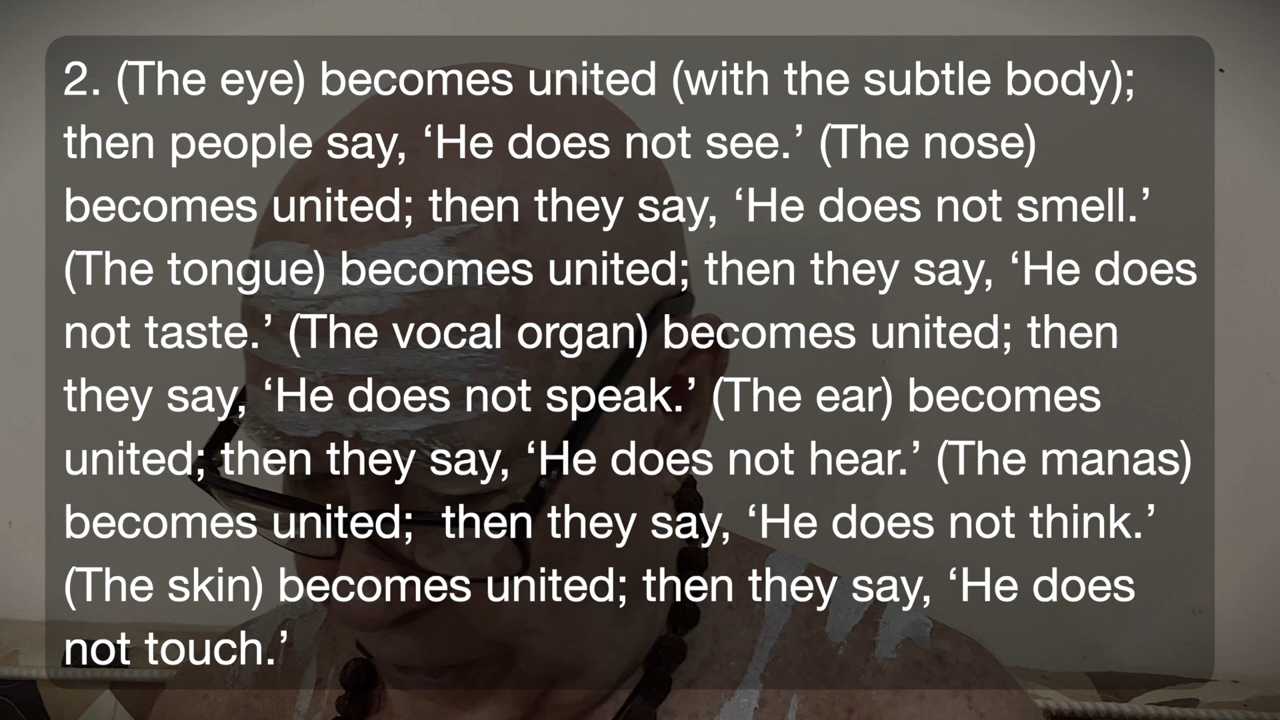 2. (The eye) becomes united (with the subtle body);
then people say, ‘He does not see.’ (The nose)
becomes united; then they say, ‘He does not smell.’
(The tongue) becomes united; then they say, ‘He does
not taste.’ (The vocal organ) becomes united; then
they say, ‘He does not speak.’ (The ear) becomes
united; then they say, ‘He does not hear.’ (The manas)
becomes united;  then they say, ‘He does not think.’
(The skin) becomes united; then they say, ‘He does
not touch.’